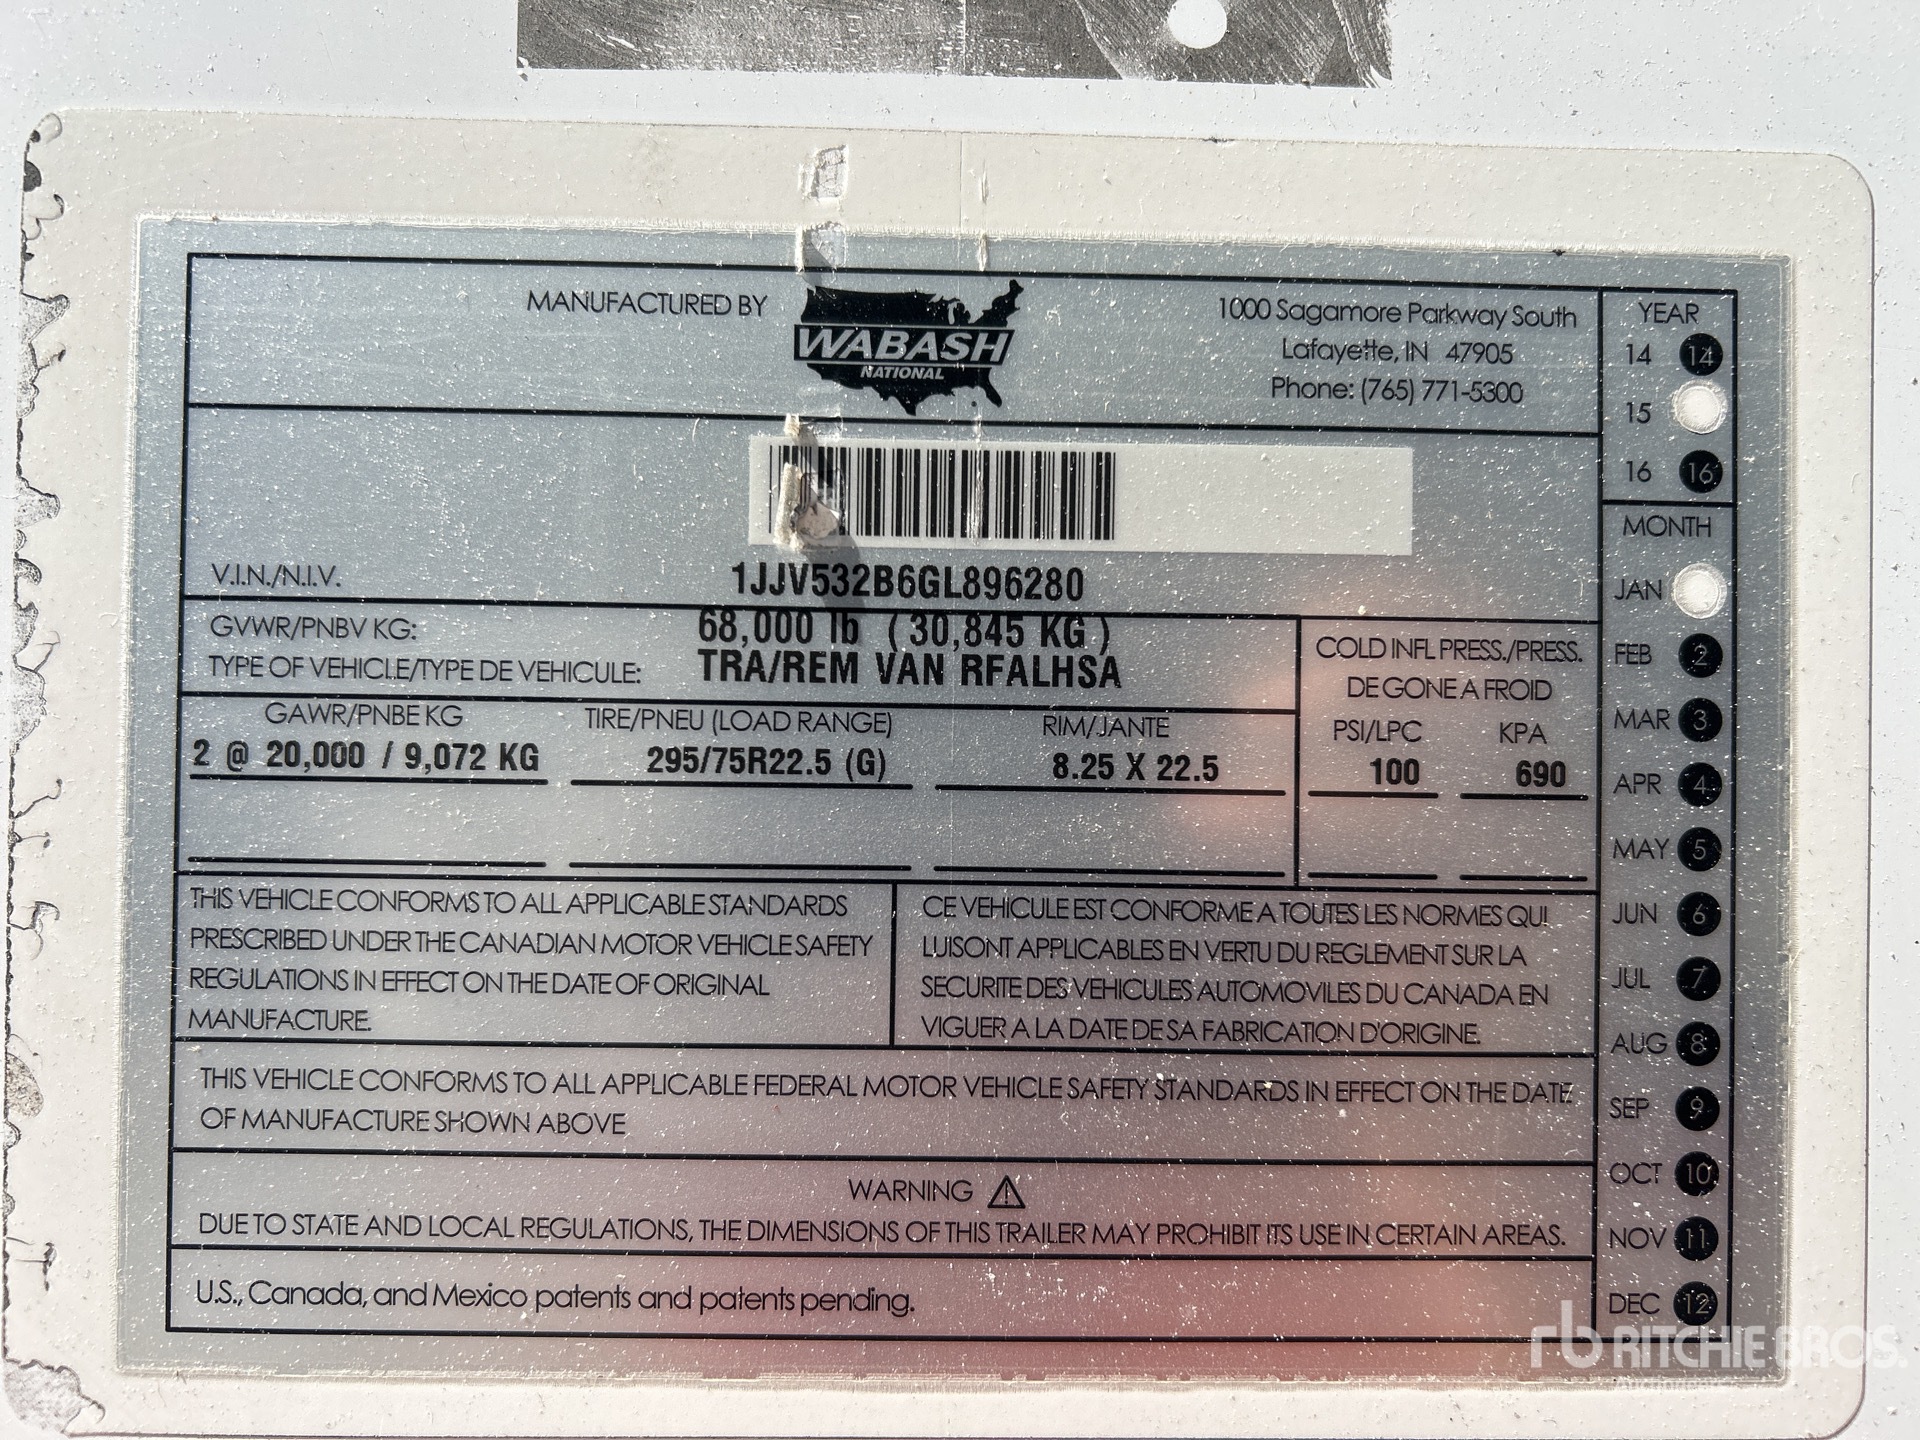 MANUFACTURED BY
WABASH
NATIONAL
1000 Sagamore Parkway South
Lafayette, IN 47905
Phone: (765) 771-5300
V.I.N./N.I.V.
1JJV532B6GL896280
GVWR/PNBV KG: 68,000 lb ( 30,845 KG )
TYPE OF VEHICLE/TYPE DE VEHICULE: TRA/REM VAN RFALHSA
GAWR/PNBE KG
2 @ 20,000 / 9,072 KG
TIRE/PNEU (LOAD RANGE)
295/75R22.5 (G)
RIM/JANTE
8.25 X 22.5
COLD INFL PRESS./PRESS.
DE GONE A FROID
PSI/LPC KPA
100 690
THIS VEHICLE CONFORMS TO ALL APPLICABLE STANDARDS
PRESCRIBED UNDER THE CANADIAN MOTOR VEHICLE SAFETY
REGULATIONS IN EFFECT ON THE DATE OF ORIGINAL
MANUFACTURE.
CE VEHICULE EST CONFORME A TOUTES LES NORMES QUI
LUISONT APPLICABLES EN VERTU DU REGLEMENT SUR LA
SECURITE DES VEHICULES AUTOMOVILES DU CANADA EN
VIGUER A LA DATE DE SA FABRICATION D'ORIGINE.
THIS VEHICLE CONFORMS TO ALL APPLICABLE FEDERAL MOTOR VEHICLE SAFETY STANDARDS IN EFFECT ON THE DATE
OF MANUFACTURE SHOWN ABOVE
WARNING
DUE TO STATE AND LOCAL REGULATIONS, THE DIMENSIONS OF THIS TRAILER MAY PROHIBIT ITS USE IN CERTAIN AREAS.
U.S., Canada, and Mexico patents and patents pending.
YEAR
14 14
15
16 16
MONTH
JAN
FEB 2
MAR 3
APR 4
MAY 5
JUN 6
JUL 7
AUG 8
SEP 9
OCT 10
NOV 11
DEC 12
rb RITCHIE BROS.
Auctioneers